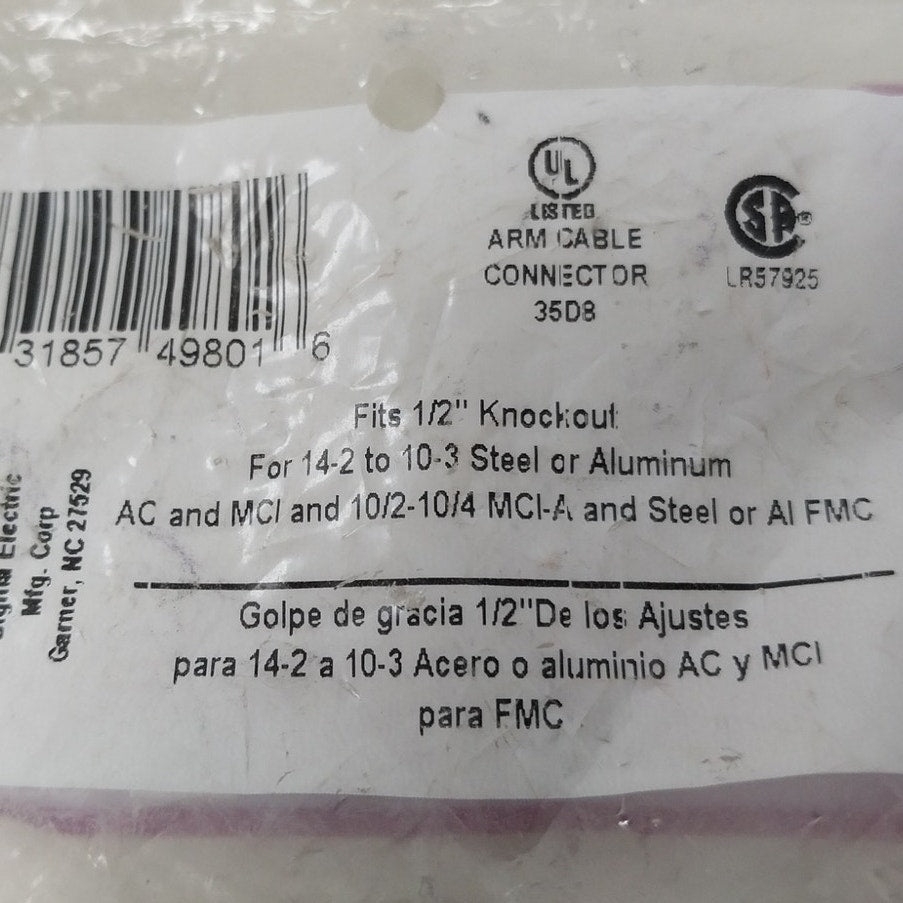 UL
LISTED
ARM CABLE
CONNECTOR
35D8
SA ®
LR57925
31857 49801 6
Electric
Mfg. Corp
Garner, NC 27529
Fits 1/2" Knockout
For 14-2 to 10-3 Steel or Aluminum
AC and MCI and 10/2-10/4 MCI-A and Steel or Al FMC
Golpe de gracia 1/2"De los Ajustes
para 14-2 a 10-3 Acero o aluminio AC y MCI
para FMC